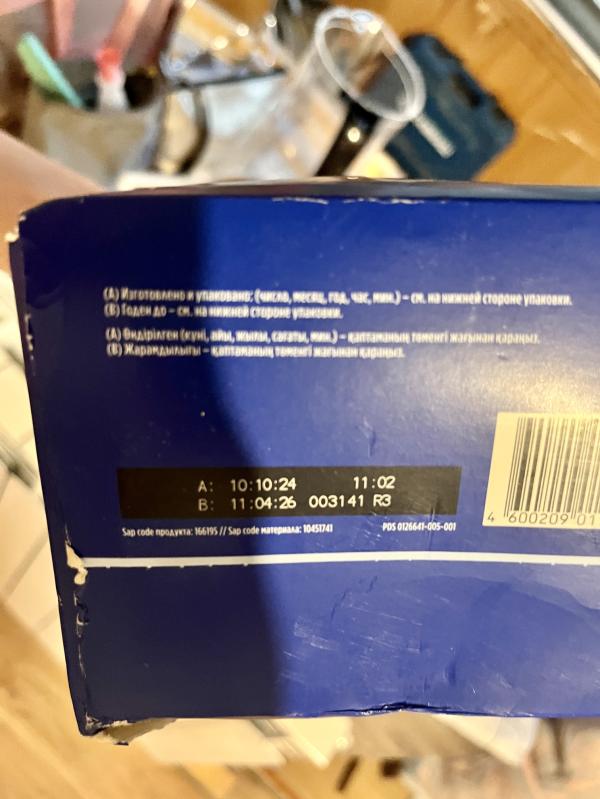 (А) Изготовлено и упаковано: (число, месяц, год, час, мин.) – см. на нижней стороне упаковки.
(В) Годен до – см. на нижней стороне упаковки.
(А) Өндірілген (күні, айы, жылы, сағаты, мин.) – қаптаманың төменгі жағынан қараңыз.
(В) Жарамдылығы – қаптаманың төменгі жағынан қараңыз.
A: 10:10:24 11:02
B: 11:04:26 003141 R3
Sap code продукта: 166195 // Sap code материала: 10451741 PDS 0126641-005-001
4 600209 01